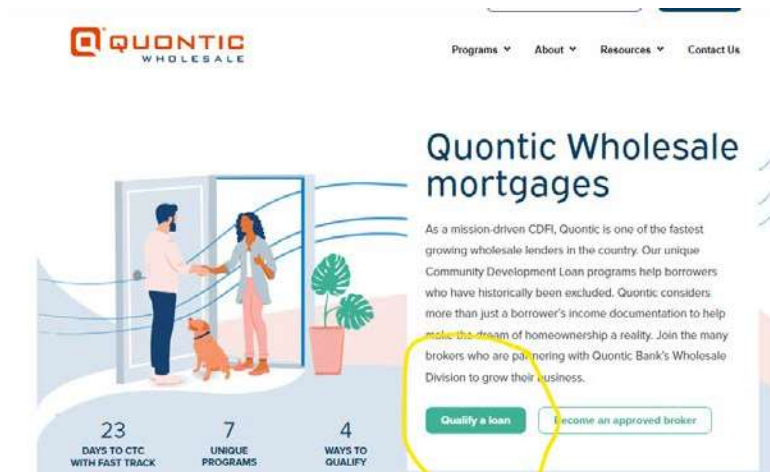 QUONTIC
WHOLESALE
Programs About Resources Contact Us
Quontic Wholesale
mortgages
As a mission-driven CDFI, Quontic is one of the fastest
growing wholesale lenders in the country. Our unique
Community Development Loan programs help borrowers
who have historically been excluded. Quontic considers
more than just a borrower's income documentation to help
make the dream of homeownership a reality. Join the many
brokers who are partnering with Quontic Bank's Wholesale
Division to grow their business.
Qualify a loan Become an approved broker
23 7 4
DAYS TO CTC UNIQUE WAYS TO
WITH FAST TRACK PROGRAMS QUALIFY